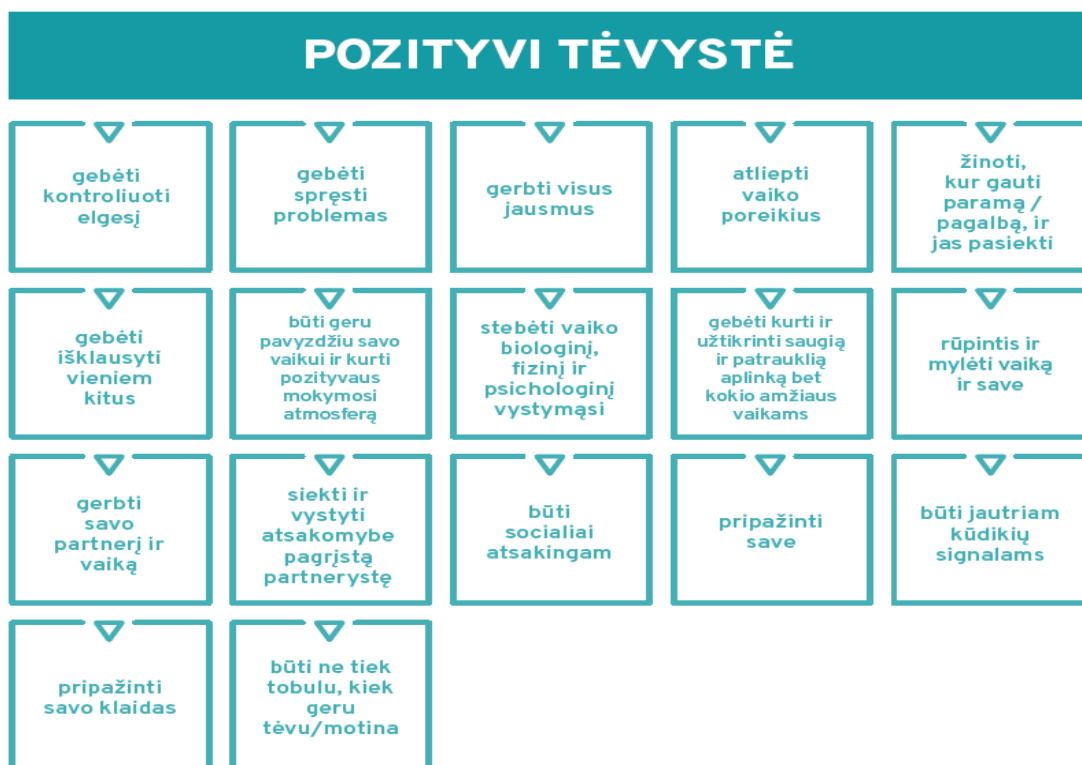 POZITYVI TĖVYSTĖ
gebėti
kontroliuoti
elgesį
gebėti
spręsti
problemas
gerbti visus
jausmus
atliepti
vaiko
poreikius
žinoti,
kur gauti
paramą /
pagalbą, ir
jas pasiekti
gebėti
išklausyti
vieniem
kitus
būti geru
pavyzdžiu savo
vaikui ir kurti
pozityvaus
mokymosi
atmosferą
stebėti vaiko
biologinį,
fizinį ir
psichologinį
vystymąsi
gebėti kurti ir
užtikrinti saugią
ir patrauklią
aplinką bet
kokio amžiaus
vaikams
rūpintis ir
mylėti vaiką
ir save
gerbti
savo
partnerį ir
vaiką
siekti ir
vystyti
atsakomybe
pagrįstą
partnerystę
būti
socialiai
atsakingam
pripažinti
save
būti jautriam
kūdikių
signalams
pripažinti
savo klaidas
būti ne tiek
tobulu, kiek
geru
tėvu/motina